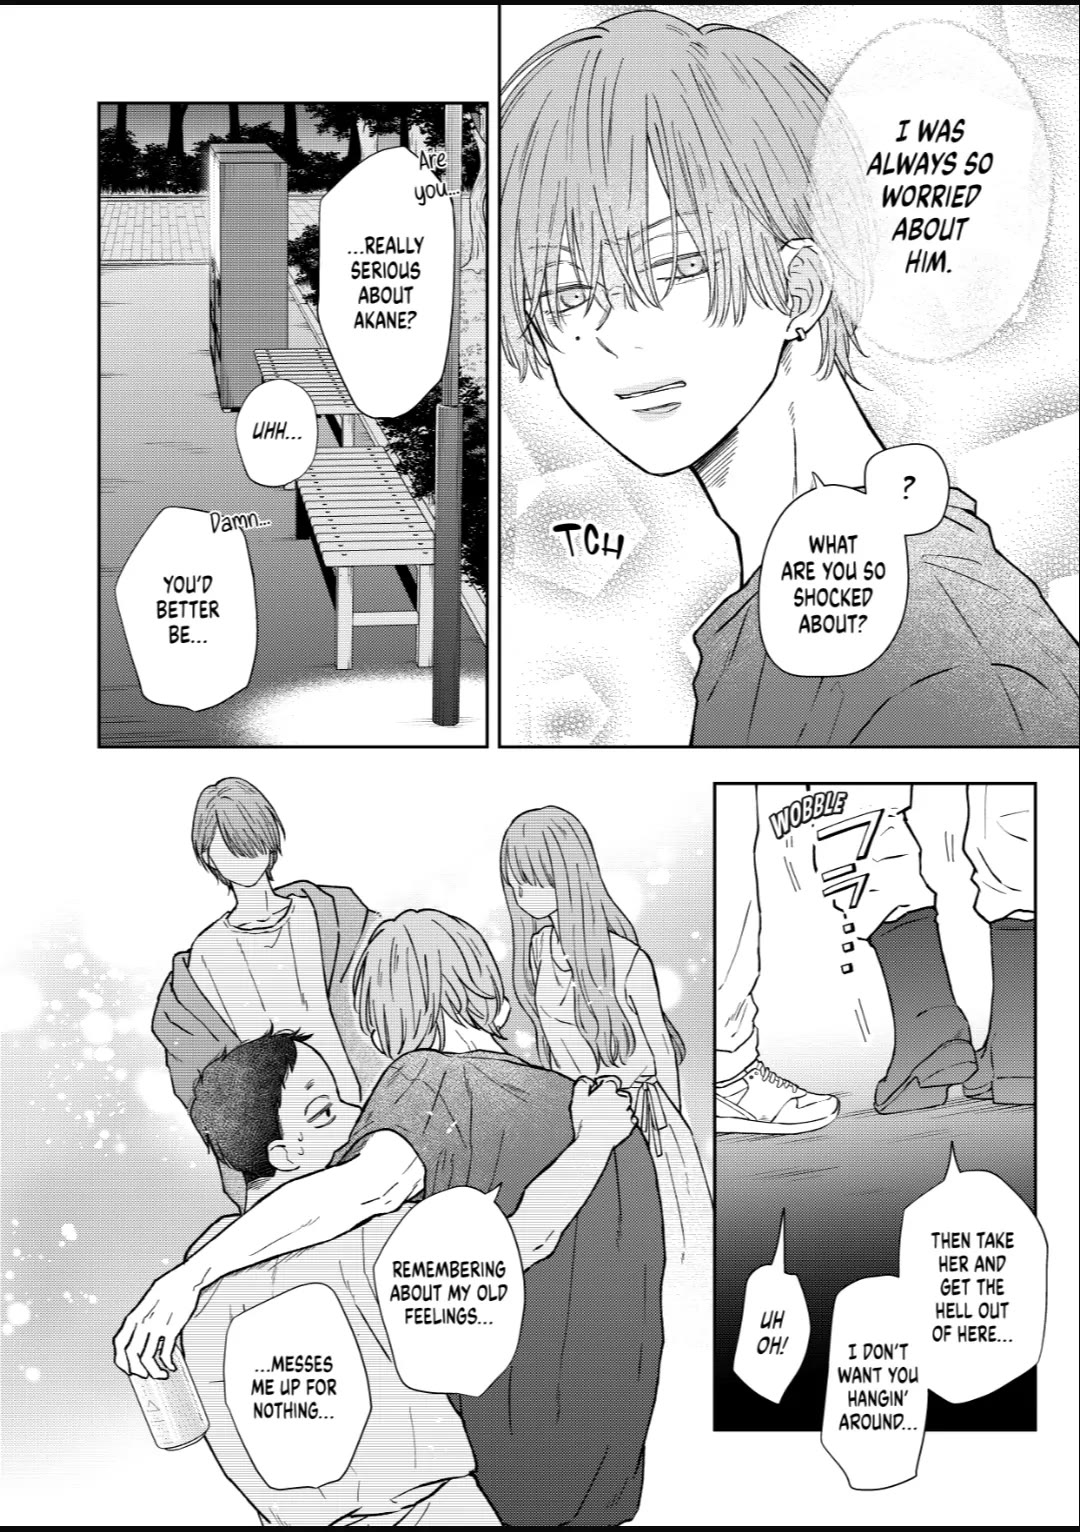 I WAS
ALWAYS SO
WORRIED
ABOUT
HIM.
?
WHAT
ARE YOU SO
SHOCKED
ABOUT?
TCH
Are
you...
...REALLY
SERIOUS
ABOUT
AKANE?
UHH...
Damn...
YOU'D
BETTER
BE...
WOBBLE
フラ...
THEN TAKE
HER AND
GET THE
HELL OUT
OF HERE...
I DON'T
WANT YOU
HANGIN'
AROUND...
UH
OH!
REMEMBERING
ABOUT MY OLD
FEELINGS...
...MESSES
ME UP FOR
NOTHING...